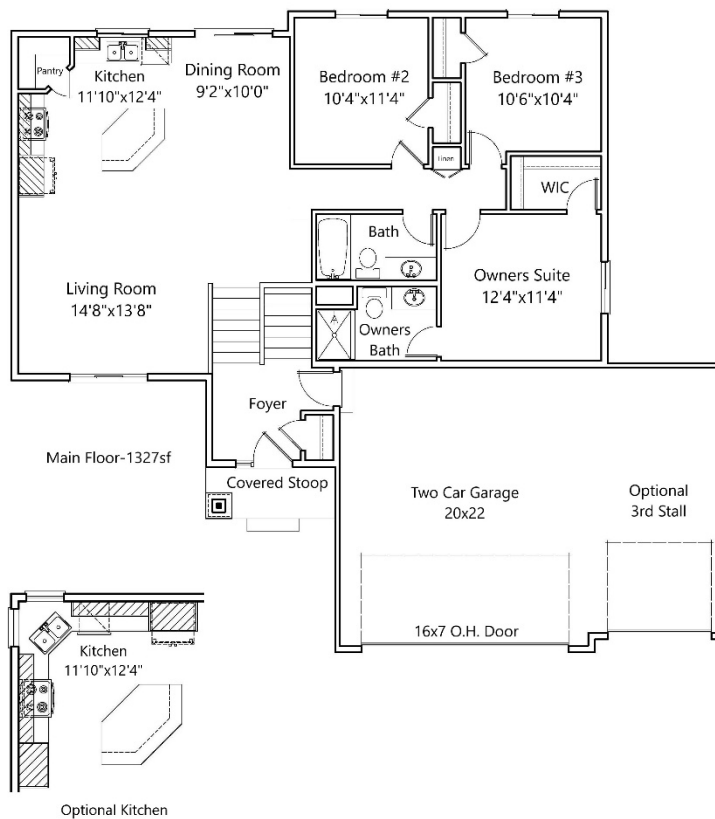 Pantry
Kitchen
11'10"x12'4"
Dining Room
9'2"x10'0"
Bedroom #2
10'4"x11'4"
Bedroom #3
10'6"x10'4"
Linen
WIC
Bath
Owners Suite
12'4"x11'4"
Living Room
14'8"x13'8"
A
Owners
Bath
Foyer
Main Floor-1327sf
Covered Stoop
Two Car Garage
20x22
Optional
3rd Stall
16x7 O.H. Door
Kitchen
11'10"x12'4"
Optional Kitchen